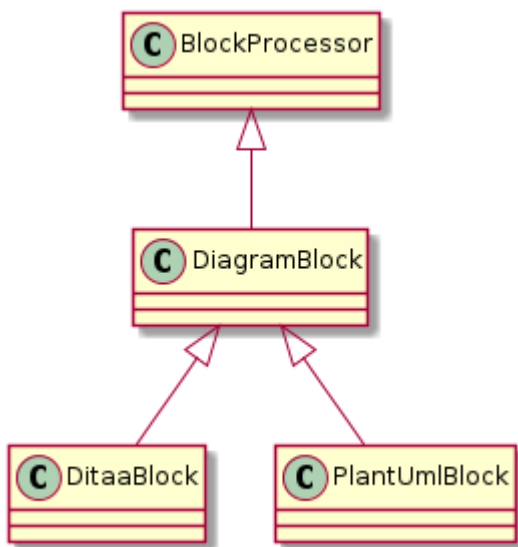 C BlockProcessor
C DiagramBlock
C DitaaBlock
C PlantUmlBlock